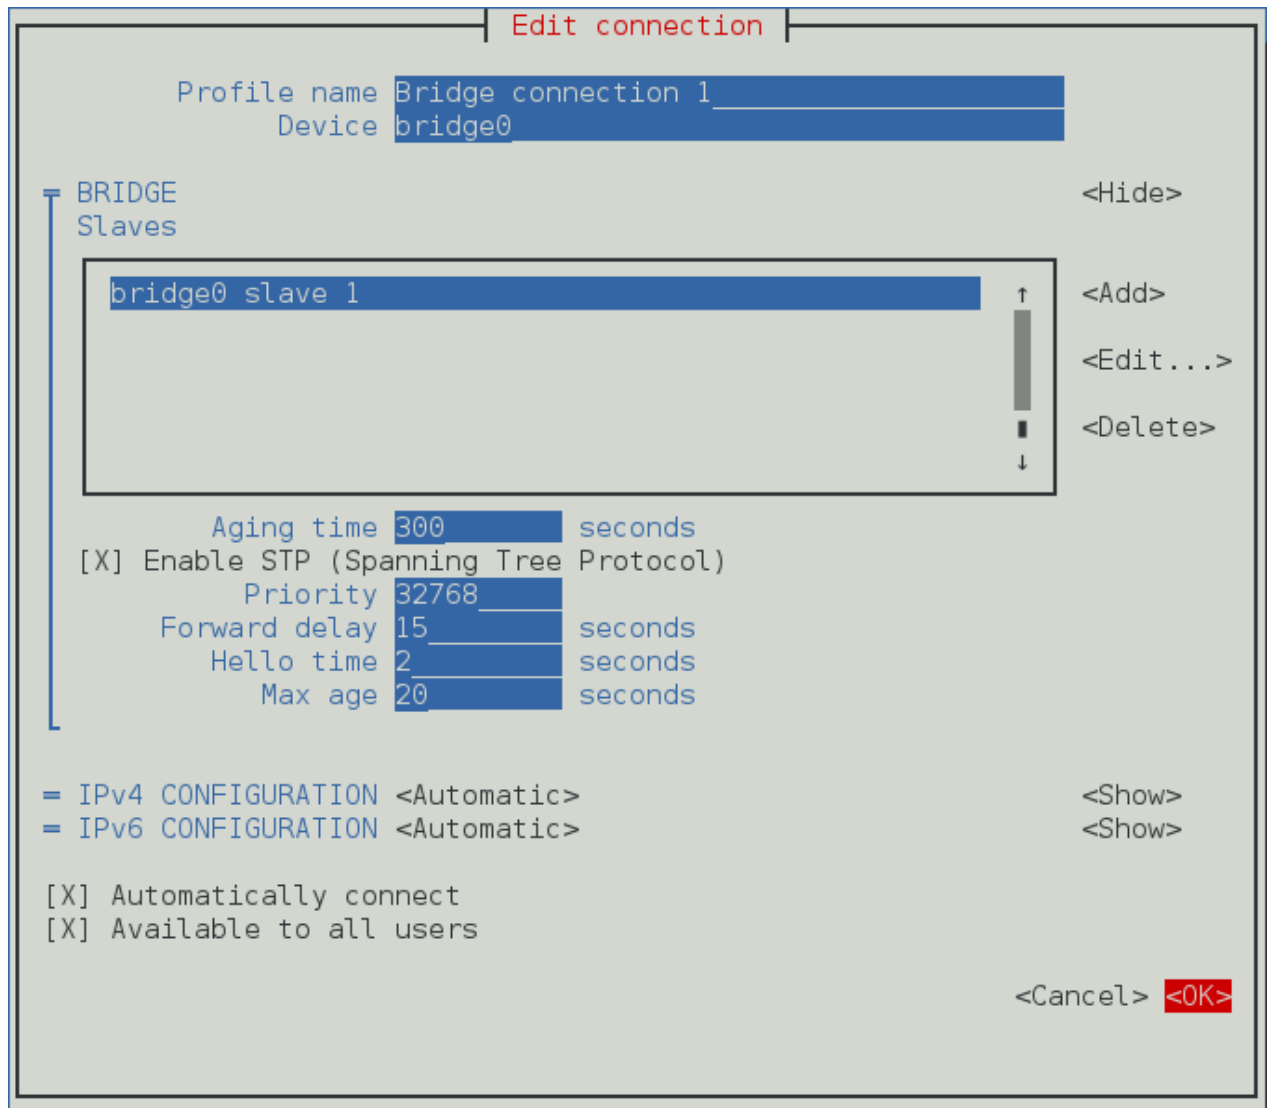 Edit connection
Profile name Bridge connection 1
Device bridge0
BRIDGE <Hide>
Slaves
bridge0 slave 1 ↑ <Add>
<Edit...>
<Delete>
↓
Aging time 300 seconds
[X] Enable STP (Spanning Tree Protocol)
Priority 32768
Forward delay 15 seconds
Hello time 2 seconds
Max age 20 seconds
= IPv4 CONFIGURATION <Automatic> <Show>
= IPv6 CONFIGURATION <Automatic> <Show>
[X] Automatically connect
[X] Available to all users
<Cancel> <OK>